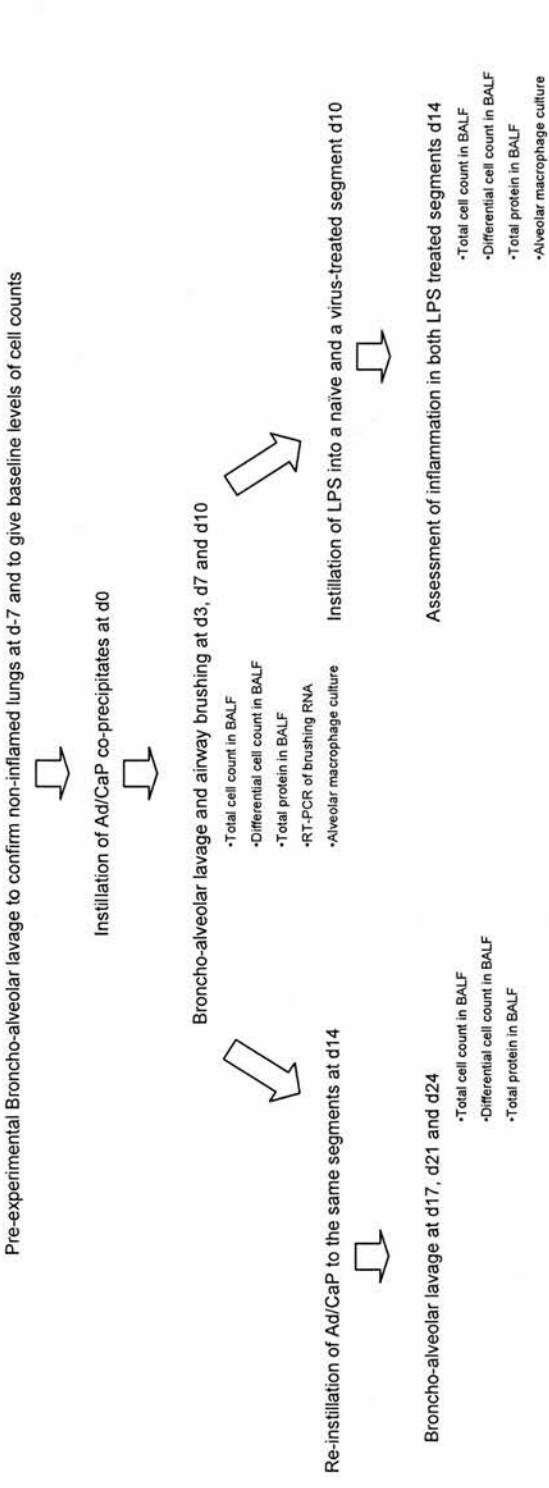 Pre-experimental Broncho-alveolar lavage to confirm non-inflamed lungs at d-7 and to give baseline levels of cell counts
Instillation of Ad/CaP co-precipitates at d0
Broncho-alveolar lavage and airway brushing at d3, d7 and d10
•Total cell count in BALF
•Differential cell count in BALF
•Total protein in BALF
•RT-PCR of brushing RNA
•Alveolar macrophage culture
Re-instillation of Ad/CaP to the same segments at d14
Broncho-alveolar lavage at d17, d21 and d24
•Total cell count in BALF
•Differential cell count in BALF
•Total protein in BALF
Instillation of LPS into a naïve and a virus-treated segment d10
Assessment of inflammation in both LPS treated segments d14
•Total cell count in BALF
•Differential cell count in BALF
•Total protein in BALF
•Alveolar macrophage culture